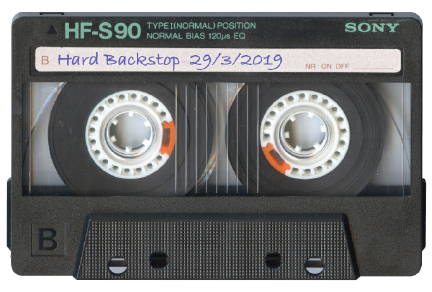 HF-S90 TYPE I (NORMAL) POSITION
NORMAL BIAS 120μs EQ
SONY
B Hard Backstop 29/3/2019
NR ON OFF
B